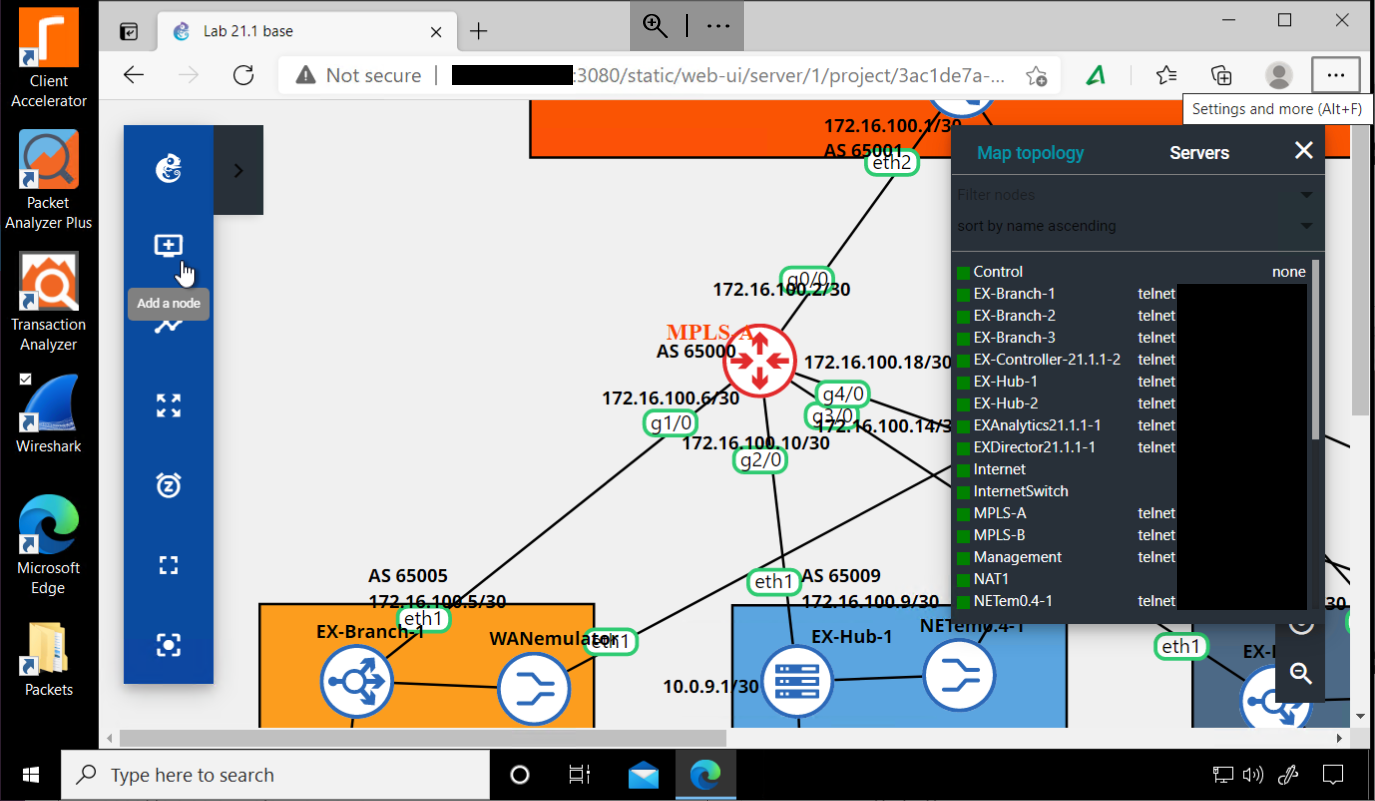 Client
Accelerator
Packet
Analyzer Plus
Transaction
Analyzer
Wireshark
Microsoft
Edge
Packets
Lab 21.1 base
Not secure
:3080/static/web-ui/server/1/project/3ac1de7a-...
Settings and more (Alt+F)
Add a node
172.16.100.1/30
AS 65001
eth2
g0/0
172.16.100.2/30
MPLS-A
AS 65000
172.16.100.18/30
g4/0
g3/0
172.16.100.14/3
172.16.100.6/30
g1/0
172.16.100.10/30
g2/0
AS 65005
172.16.100.5/30
eth1
EX-Branch-1
WANemulator
eth1
eth1
AS 65009
172.16.100.9/30
EX-Hub-1
NETem0.4-1
10.0.9.1/30
eth1
30
Map topology
Servers
Filter nodes
sort by name ascending
Control none
EX-Branch-1 telnet
EX-Branch-2 telnet
EX-Branch-3 telnet
EX-Controller-21.1.1-2 telnet
EX-Hub-1 telnet
EX-Hub-2 telnet
EXAnalytics21.1.1-1 telnet
EXDirector21.1.1-1 telnet
Internet
InternetSwitch
MPLS-A telnet
MPLS-B telnet
Management telnet
NAT1
NETem0.4-1 telnet
Type here to search